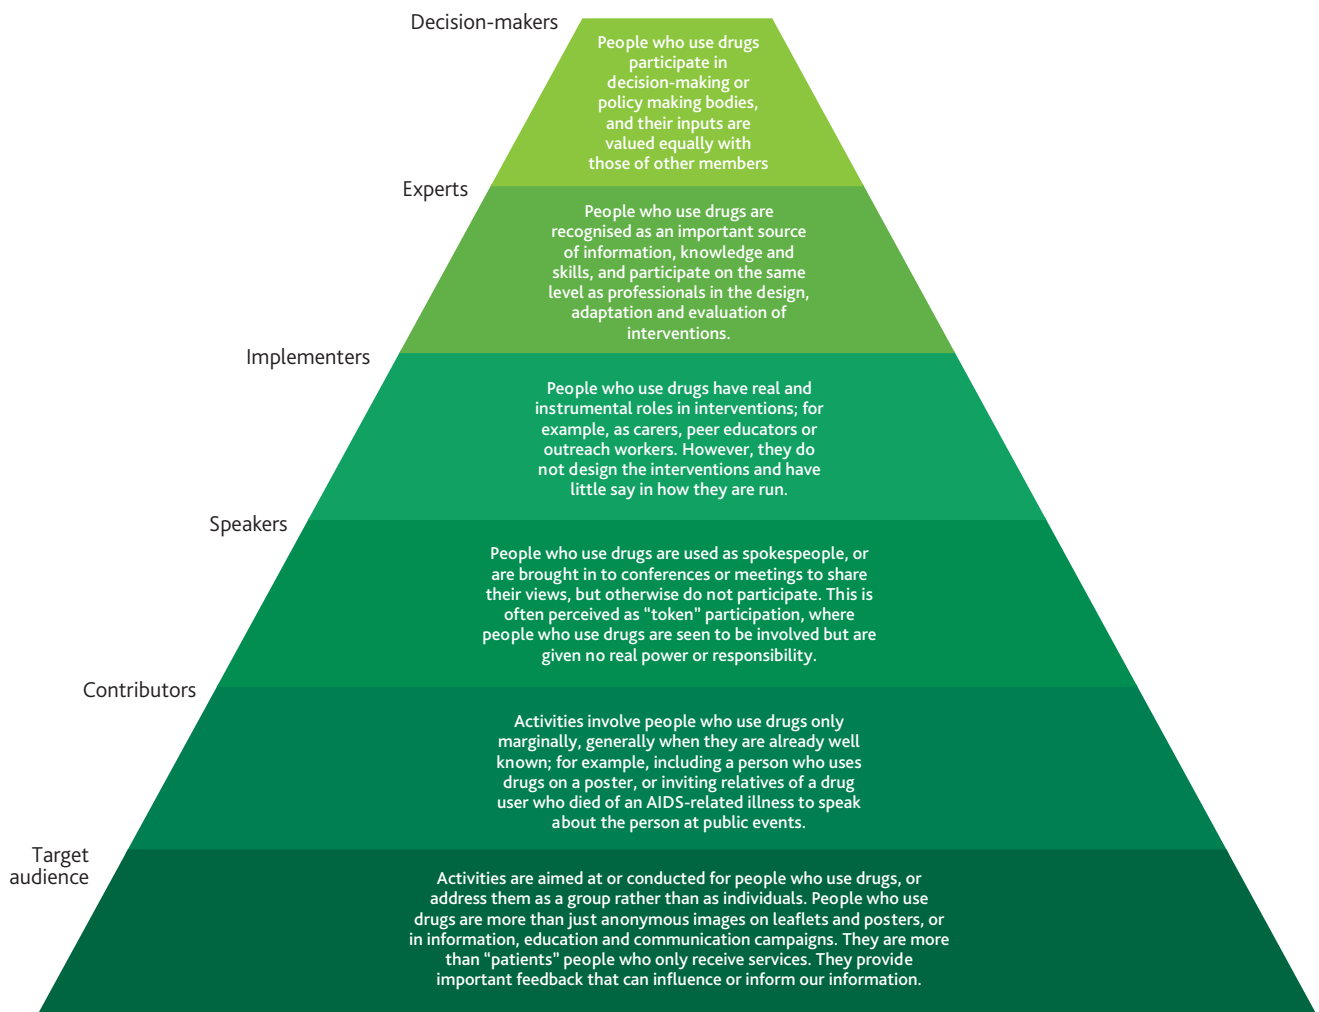 Decision-makers
People who use drugs
participate in
decision-making or
policy making bodies,
and their inputs are
valued equally with
those of other members
Experts
People who use drugs are
recognised as an important source
of information, knowledge and
skills, and participate on the same
level as professionals in the design,
adaptation and evaluation of
interventions.
Implementers
People who use drugs have real and
instrumental roles in interventions; for
example, as carers, peer educators or
outreach workers. However, they do
not design the interventions and have
little say in how they are run.
Speakers
People who use drugs are used as spokespeople, or
are brought in to conferences or meetings to share
their views, but otherwise do not participate. This is
often perceived as “token” participation, where
people who use drugs are seen to be involved but are
given no real power or responsibility.
Contributors
Activities involve people who use drugs only
marginally, generally when they are already well
known; for example, including a person who uses
drugs on a poster, or inviting relatives of a drug
user who died of an AIDS-related illness to speak
about the person at public events.
Target
audience
Activities are aimed at or conducted for people who use drugs, or
address them as a group rather than as individuals. People who use
drugs are more than just anonymous images on leaflets and posters, or
in information, education and communication campaigns. They are more
than “patients” people who only receive services. They provide
important feedback that can influence or inform our information.